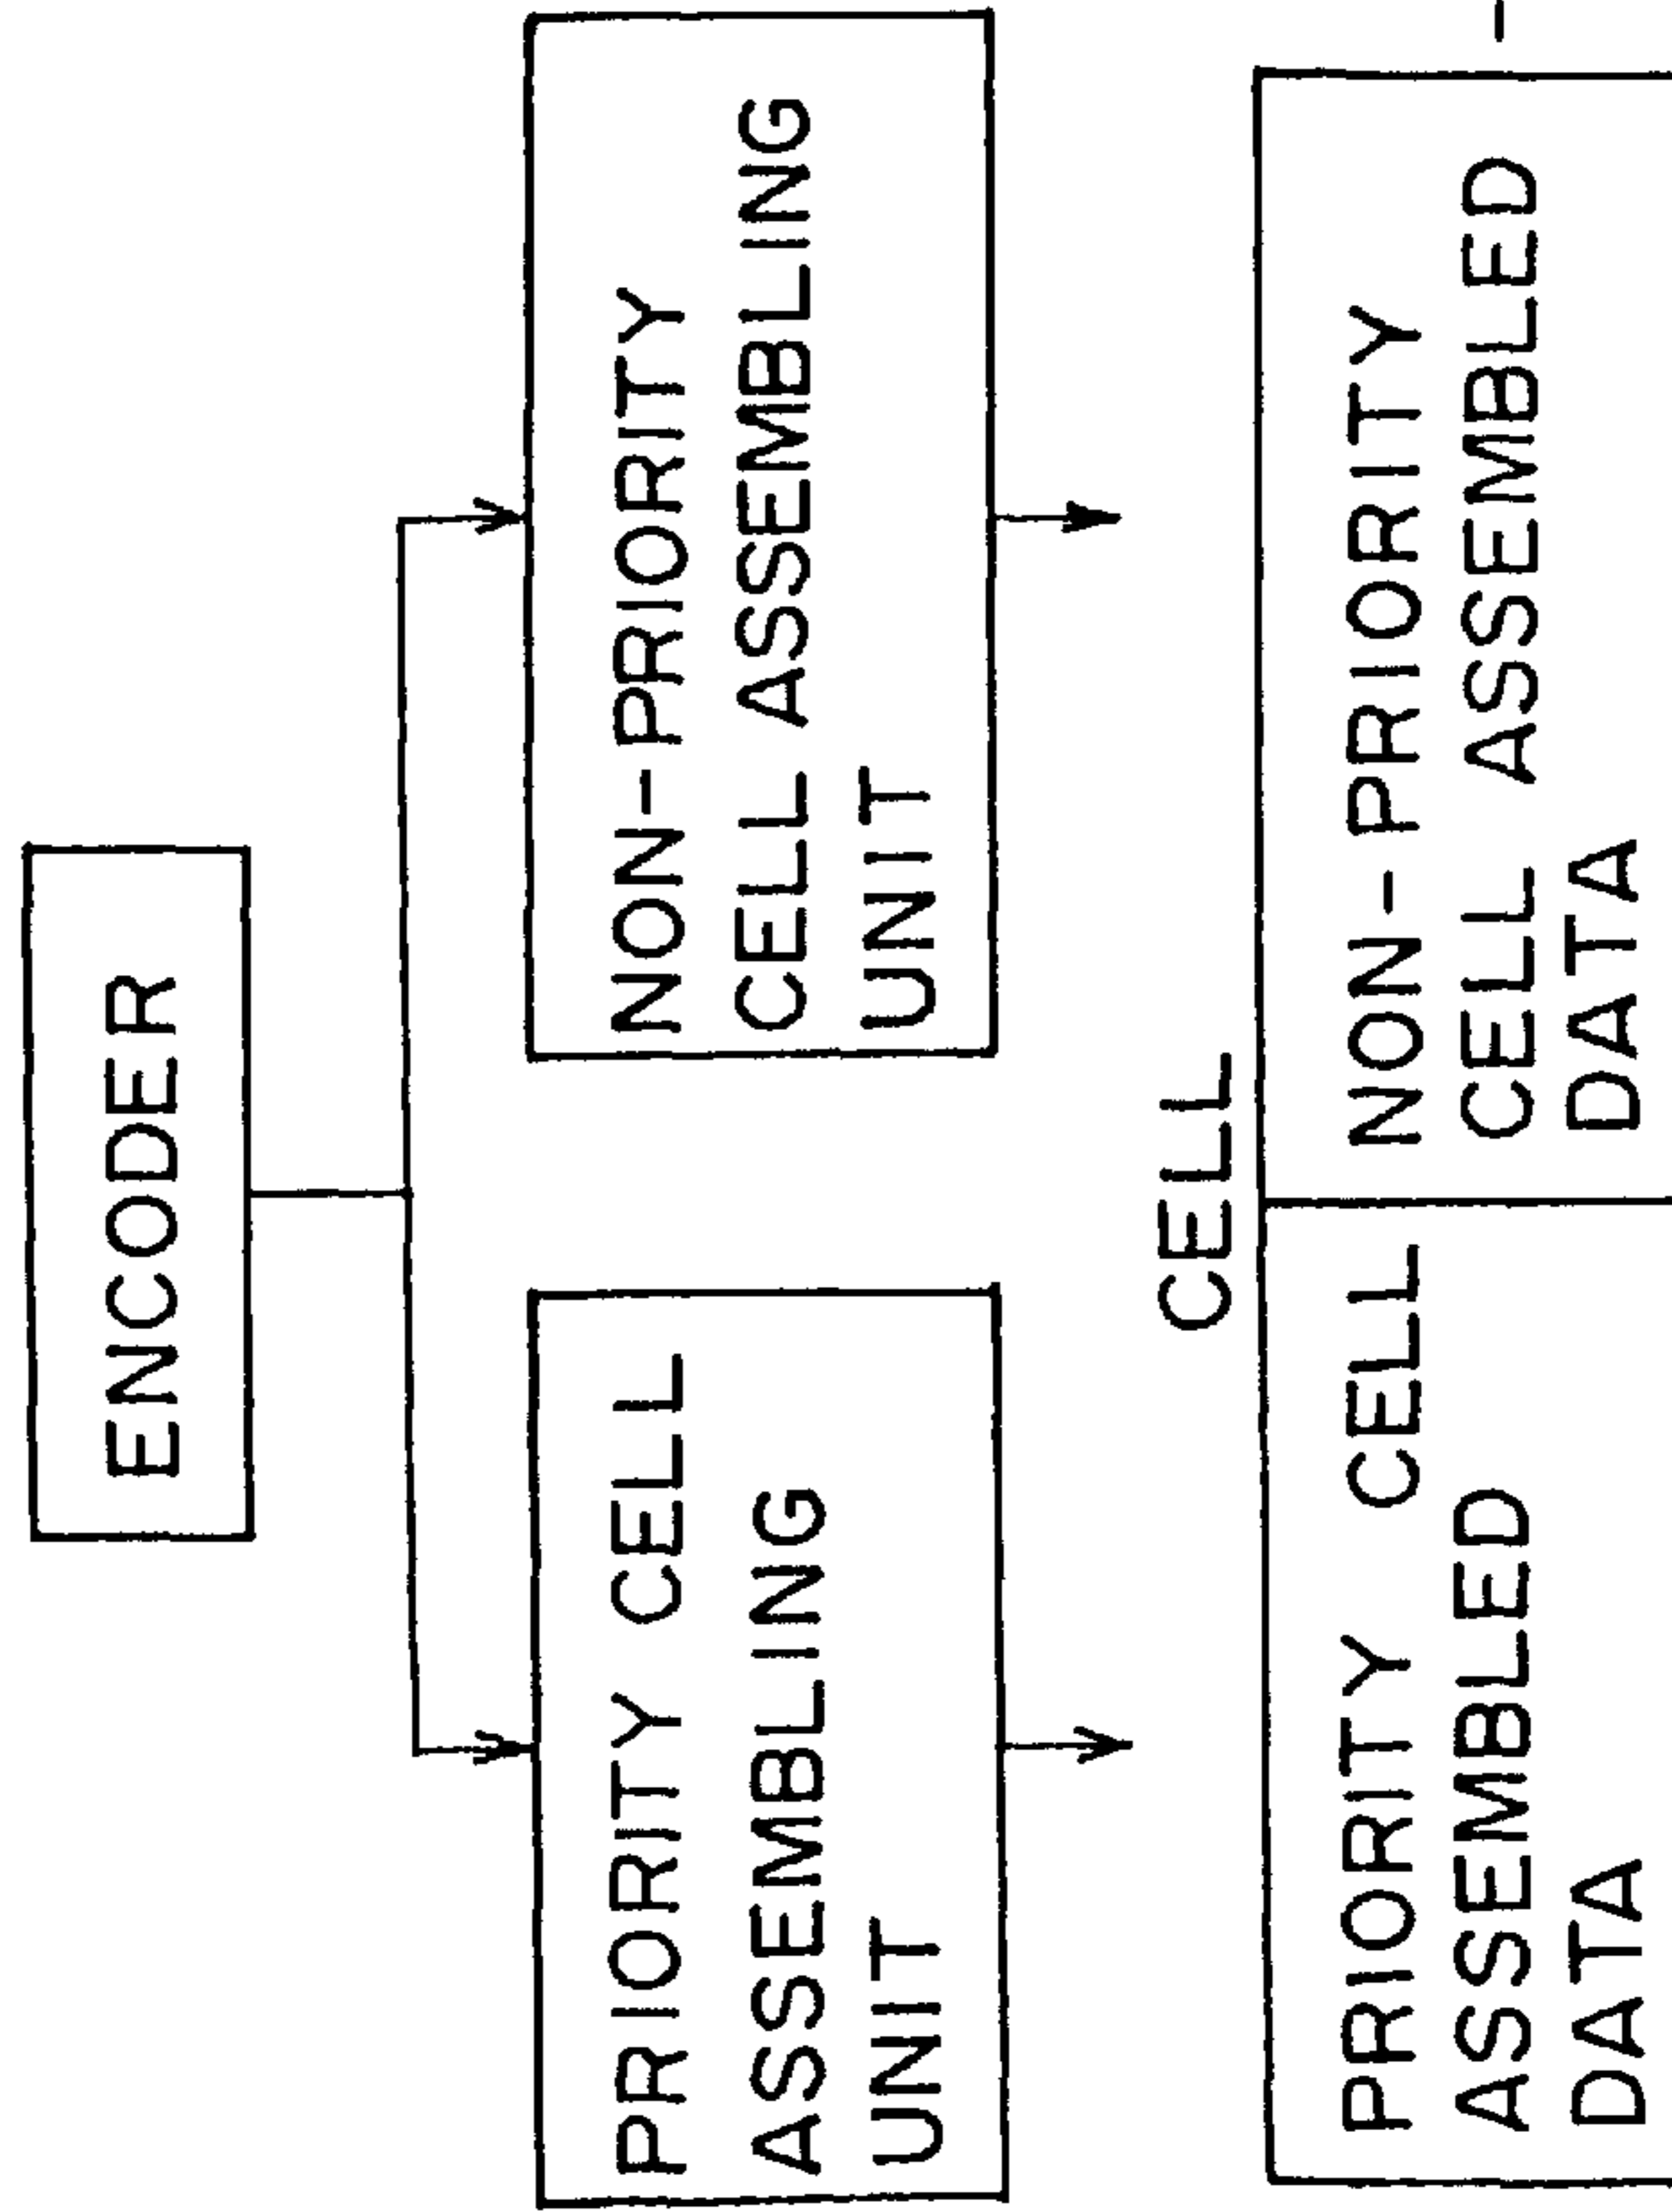 ENCODER
PRIORITY CELL
ASSEMBLING
UNIT
NON-PRIORITY
CELL ASSEMBLING
UNIT
CELL
PRIORITY CELL
ASSEMBLED
DATA
NON-PRIORITY
CELL ASSEMBLED
DATA